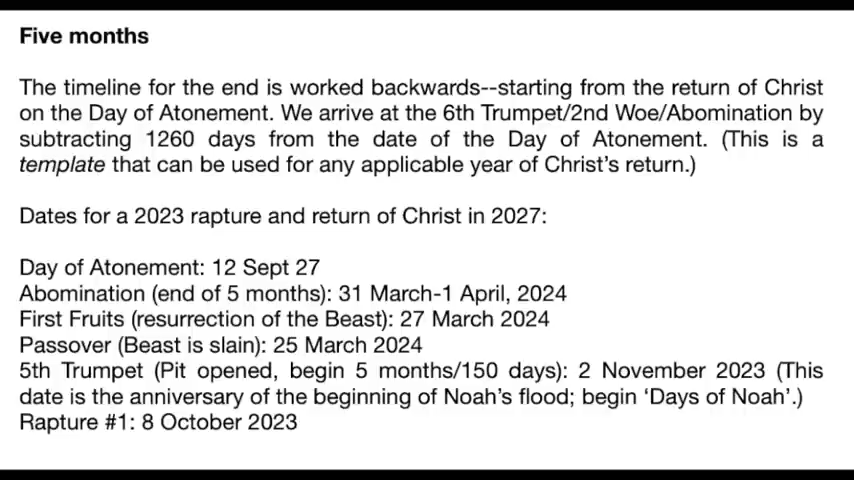 Five months
The timeline for the end is worked backwards--starting from the return of Christ
on the Day of Atonement. We arrive at the 6th Trumpet/2nd Woe/Abomination by
subtracting 1260 days from the date of the Day of Atonement. (This is a
template that can be used for any applicable year of Christ's return.)
Dates for a 2023 rapture and return of Christ in 2027:
Day of Atonement: 12 Sept 27
Abomination (end of 5 months): 31 March-1 April, 2024
First Fruits (resurrection of the Beast): 27 March 2024
Passover (Beast is slain): 25 March 2024
5th Trumpet (Pit opened, begin 5 months/150 days): 2 November 2023 (This
date is the anniversary of the beginning of Noah's flood; begin 'Days of Noah'.)
Rapture #1: 8 October 2023